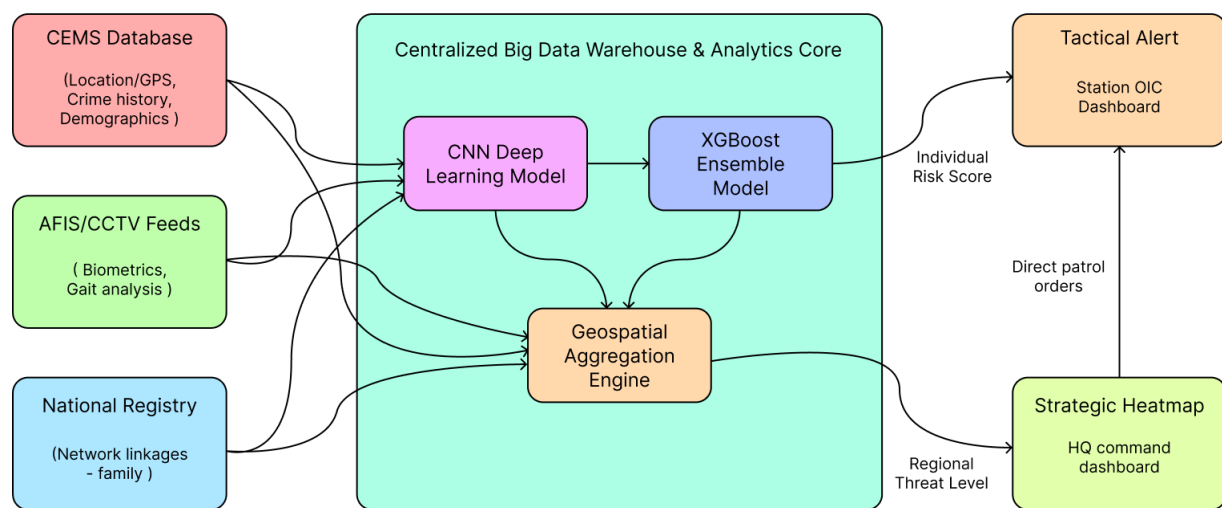 CEMS Database
(Location/GPS,
Crime history,
Demographics )
AFIS/CCTV Feeds
( Biometrics,
Gait analysis )
National Registry
(Network linkages
- family )
Centralized Big Data Warehouse & Analytics Core
CNN Deep
Learning Model
XGBoost
Ensemble
Model
Geospatial
Aggregation
Engine
Individual
Risk Score
Regional
Threat Level
Tactical Alert
Station OIC
Dashboard
Direct patrol
orders
Strategic Heatmap
HQ command
dashboard